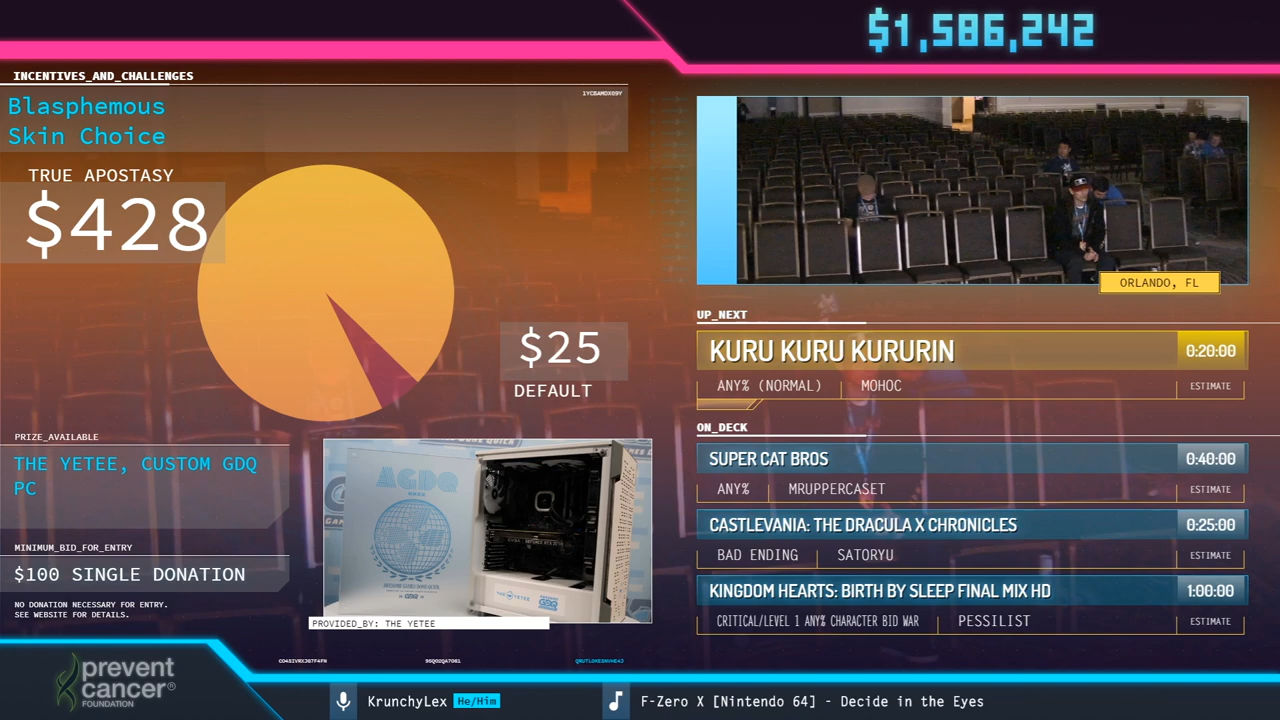 $1,586,242
INCENTIVES_AND_CHALLENGES
Blasphemous
Skin Choice
TRUE APOSTASY
$428
$25
DEFAULT
PRIZE_AVAILABLE
THE YETEE, CUSTOM GDQ
PC
MINIMUM_BID_FOR_ENTRY
$100 SINGLE DONATION
NO DONATION NECESSARY FOR ENTRY.
SEE WEBSITE FOR DETAILS.
AGDQ
PROVIDED_BY: THE YETEE
ORLANDO, FL
UP_NEXT
KURU KURU KURURIN
0:20:00
ANY% (NORMAL)
MOHOC
ESTIMATE
ON_DECK
SUPER CAT BROS
0:40:00
ANY%
MRUPPERCASET
ESTIMATE
CASTLEVANIA: THE DRACULA X CHRONICLES
0:25:00
BAD ENDING
SATORYU
ESTIMATE
KINGDOM HEARTS: BIRTH BY SLEEP FINAL MIX HD
1:00:00
CRITICAL/LEVEL 1 ANY% CHARACTER BID WAR
PESSILIST
ESTIMATE
prevent
cancer®
FOUNDATION
KrunchyLex He/Him
F-Zero X [Nintendo 64] - Decide in the Eyes